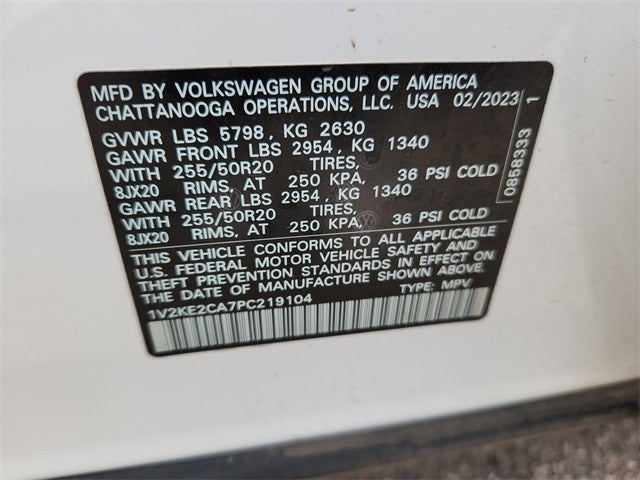 MFD BY VOLKSWAGEN GROUP OF AMERICA
CHATTANOOGA OPERATIONS, LLC. USA 02/2023
GVWR LBS 5798, KG 2630
GAWR FRONT LBS 2954, KG 1340
WITH 255/50R20 TIRES,
8JX20 RIMS, AT 250 KPA, 36 PSI COLD
GAWR REAR LBS 2954, KG 1340
WITH 255/50R20 TIRES,
8JX20 RIMS, AT 250 KPA, 36 PSI COLD
THIS VEHICLE CONFORMS TO ALL APPLICABLE
U.S. FEDERAL MOTOR VEHICLE SAFETY AND
THEFT PREVENTION STANDARDS IN EFFECT ON
THE DATE OF MANUFACTURE SHOWN ABOVE.
1V2KE2CA7PC219104 TYPE: MPV
0858333 1